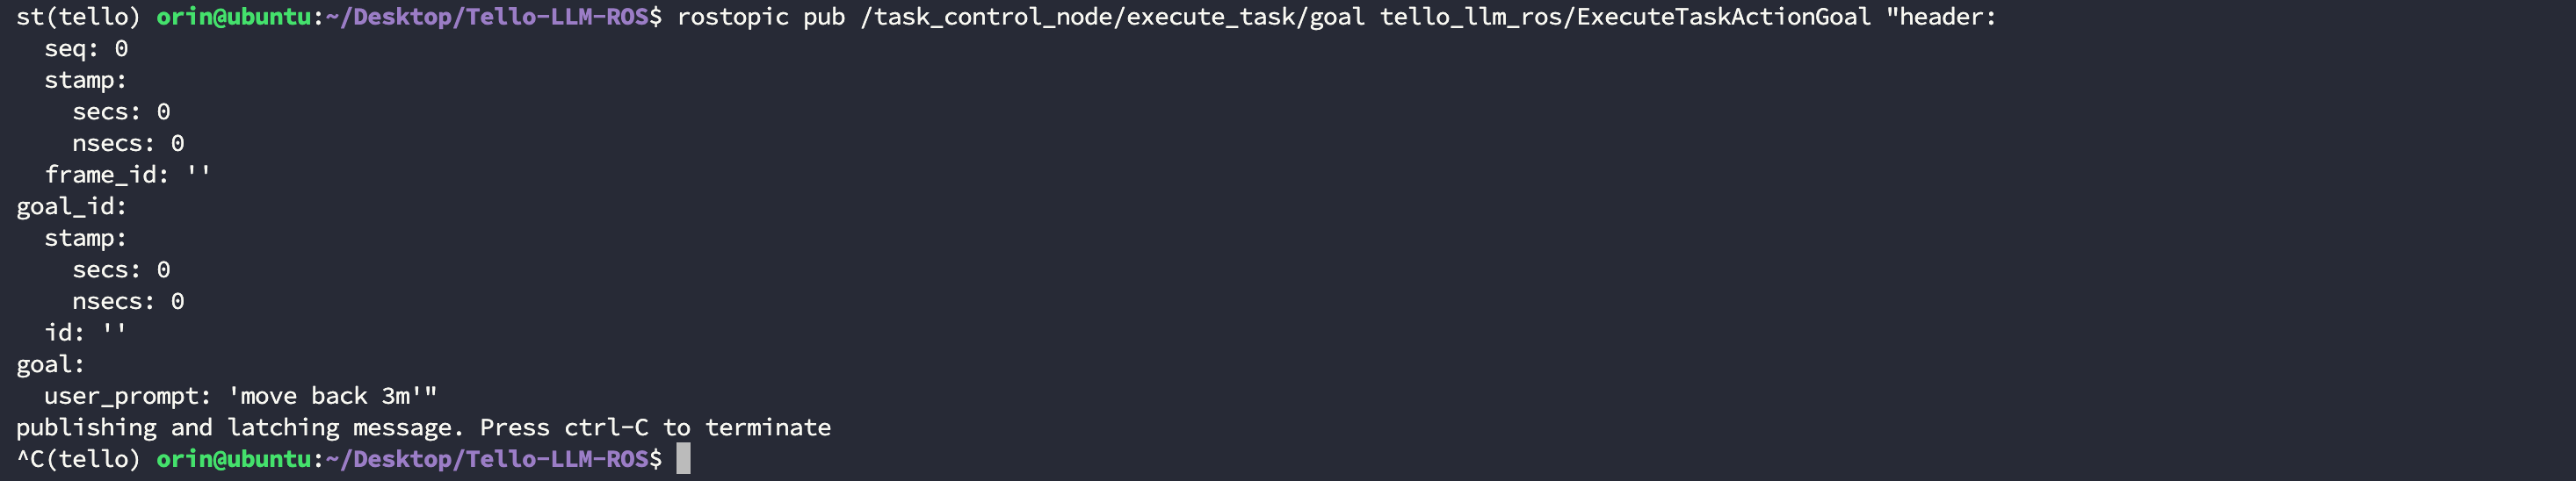 st(tello) orin@ubuntu:~/Desktop/Tello-LLM-ROS$ rostopic pub /task_control_node/execute_task/goal tello_llm_ros/ExecuteTaskActionGoal "header:
  seq: 0
  stamp:
    secs: 0
    nsecs: 0
  frame_id: ''
goal_id:
  stamp:
    secs: 0
    nsecs: 0
  id: ''
goal:
  user_prompt: 'move back 3m'"
publishing and latching message. Press ctrl-C to terminate
^C(tello) orin@ubuntu:~/Desktop/Tello-LLM-ROS$